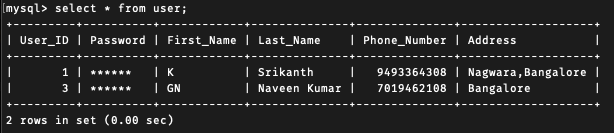 mysql> select * from user;
+---------+----------+------------+--------------+--------------+-------------------+
| User_ID | Password | First_Name | Last_Name    | Phone_Number | Address           |
+---------+----------+------------+--------------+--------------+-------------------+
|       1 | ****** | K          | Srikanth     |   9493364308 | Nagwara,Bangalore |
|       3 | ****** | GN         | Naveen Kumar |   7019462108 | Bangalore         |
+---------+----------+------------+--------------+--------------+-------------------+
2 rows in set (0.00 sec)